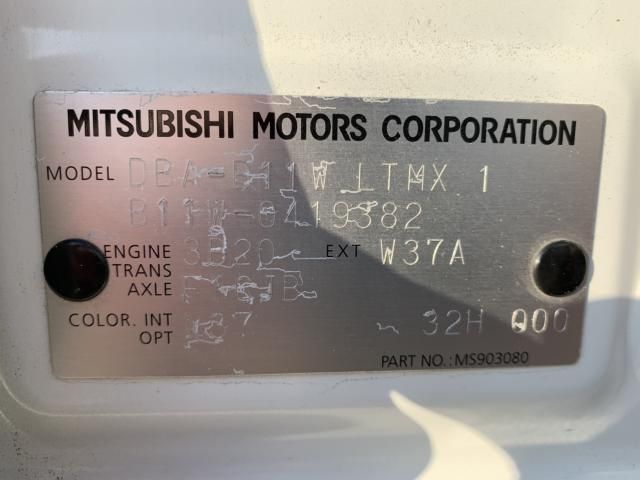 MITSUBISHI MOTORS CORPORATION
MODEL DBA-B11W LTMX 1
B11W-0419382
ENGINE 3B20 EXT W37A
TRANS
AXLE
COLOR. INT 32H 000
OPT
PART NO.: MS903080